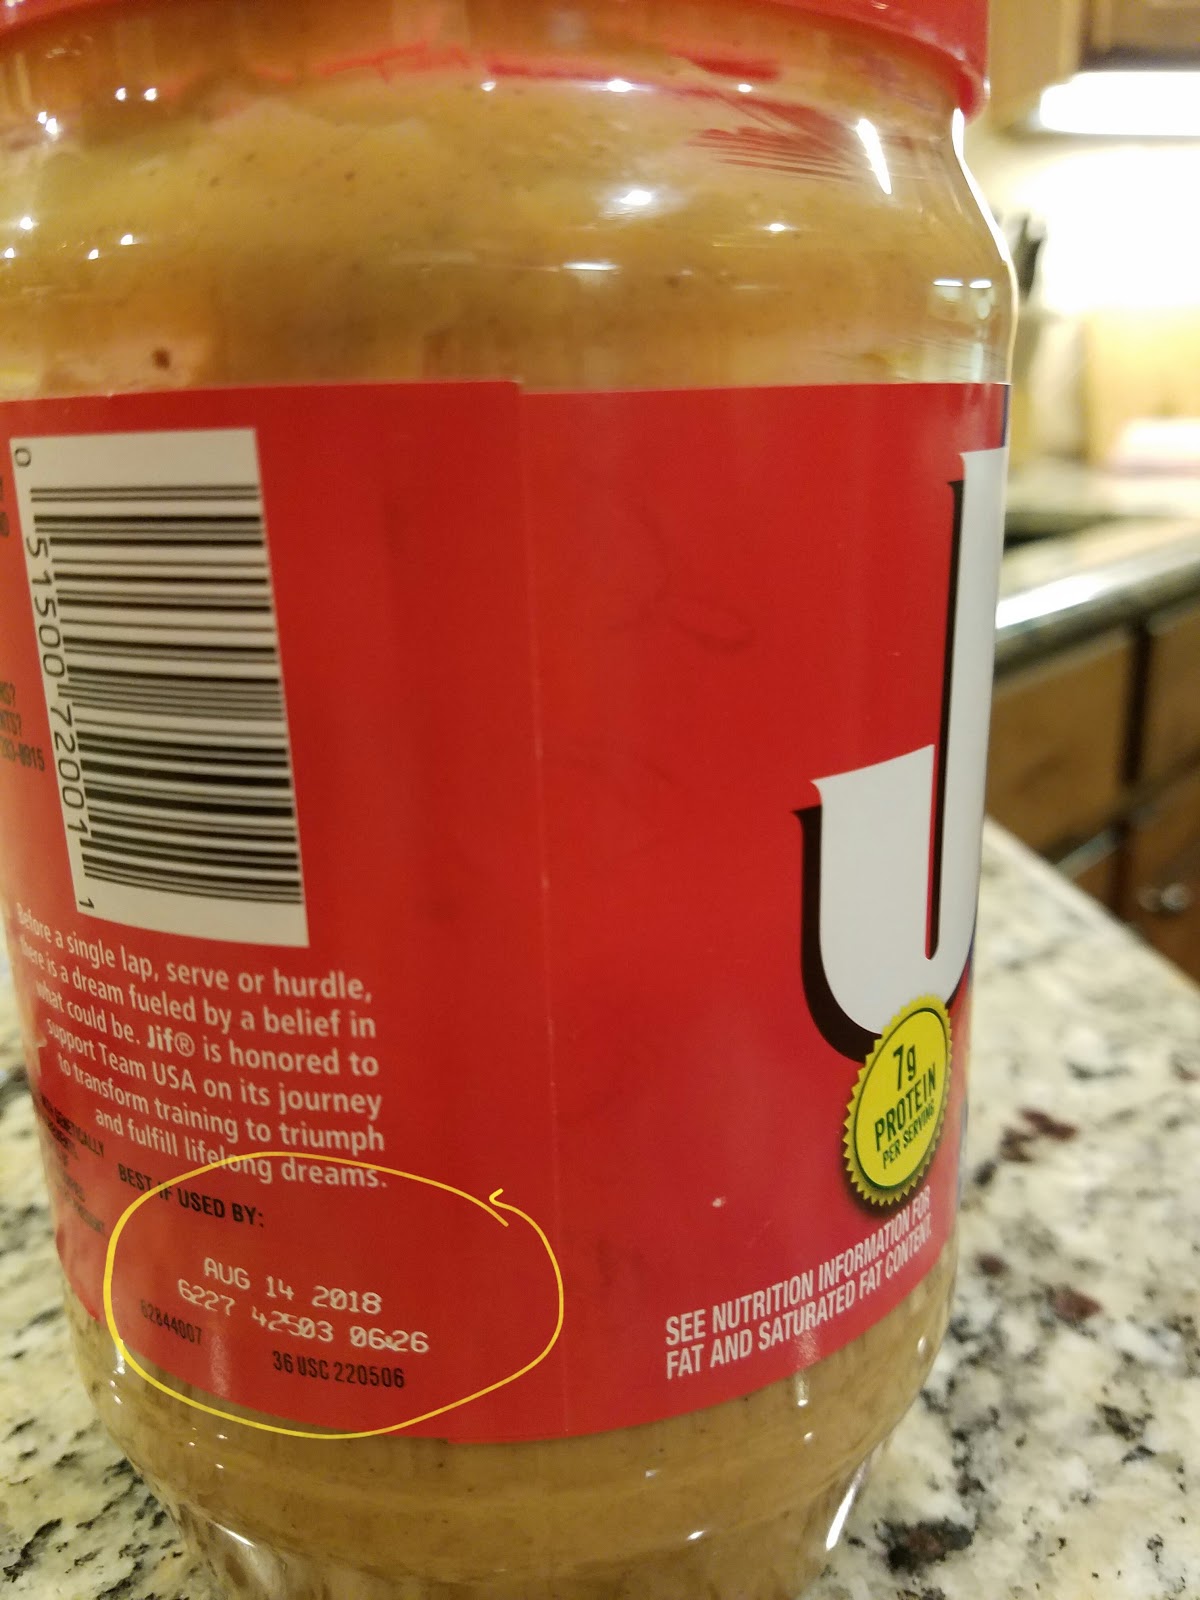 0 51500 72001 1
Before a single lap, serve or hurdle,
there is a dream fueled by a belief in
what could be. Jif® is honored to
support Team USA on its journey
to transform training to triumph
and fulfill lifelong dreams.
BEST IF USED BY:
AUG 14 2018
6227 42503 06:26
62844007
36 USC 220506
J
7g
PROTEIN
PER SERVING
SEE NUTRITION INFORMATION FOR
FAT AND SATURATED FAT CONTENT.